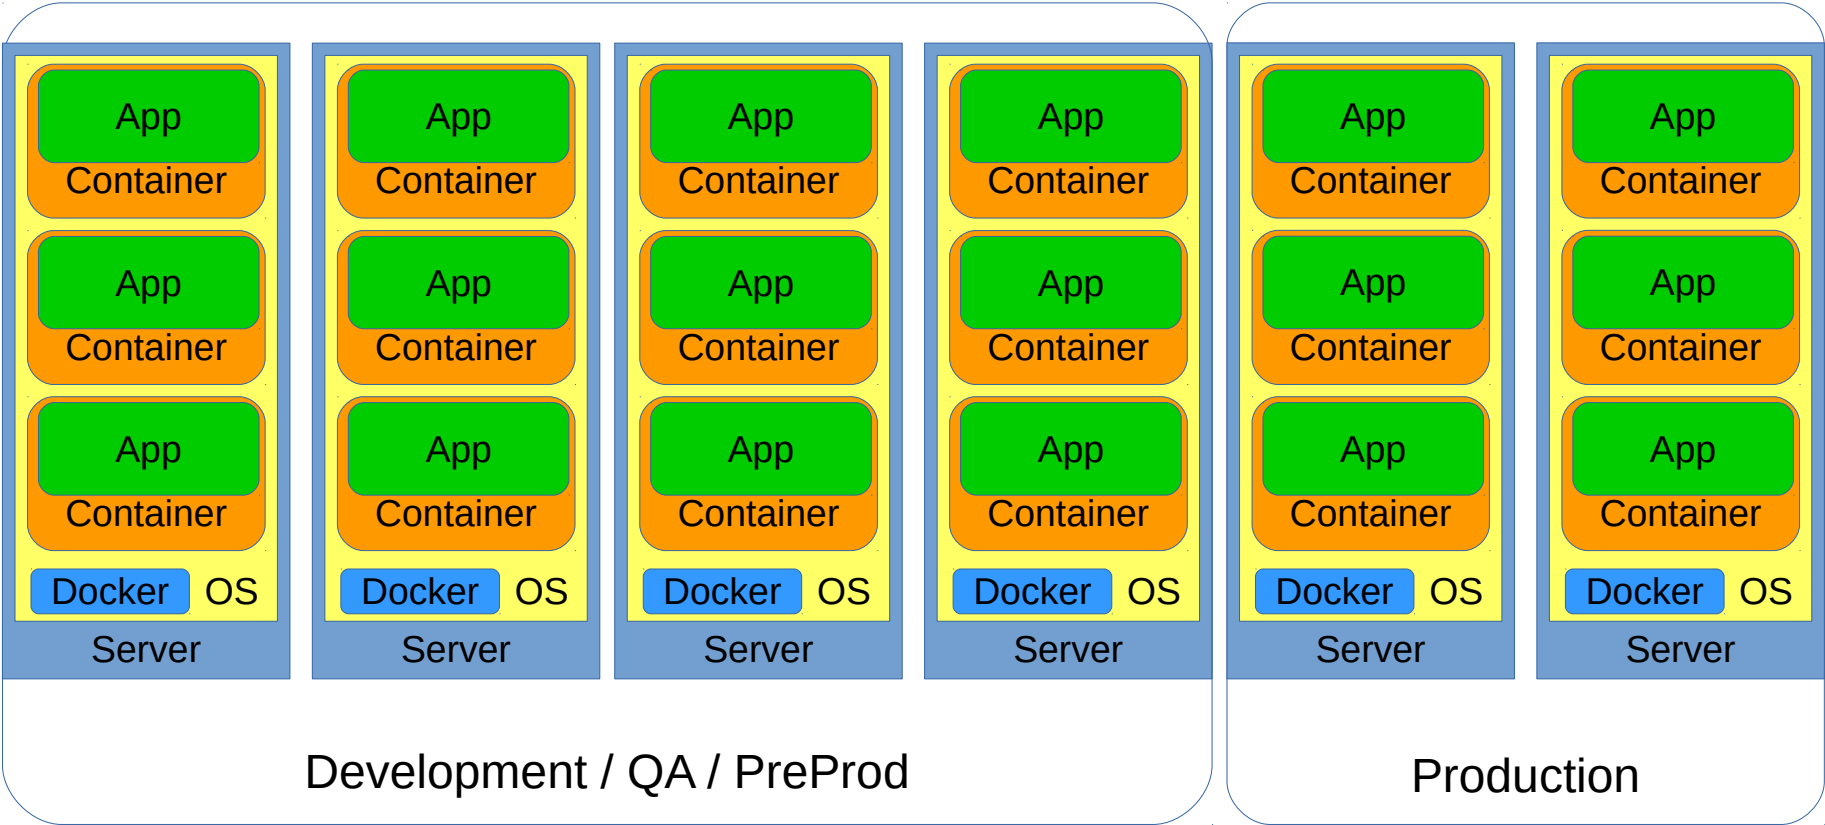 App App App App App App
Container Container Container Container Container Container
App App App App App App
Container Container Container Container Container Container
App App App App App App
Container Container Container Container Container Container
Docker OS Docker OS Docker OS Docker OS Docker OS Docker OS
Server Server Server Server Server Server
Development / QA / PreProd Production